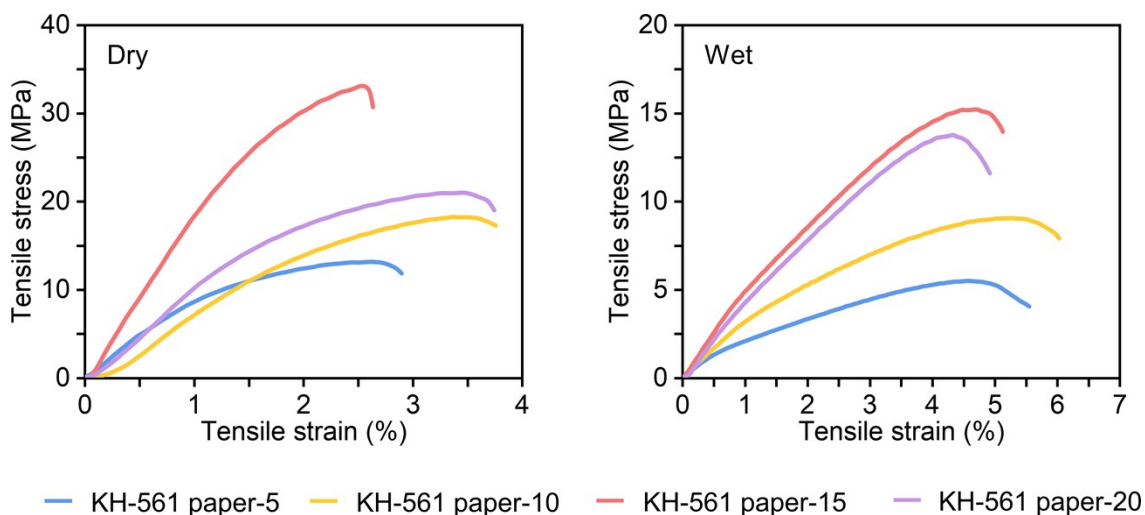 Dry
Tensile stress (MPa)
40
30
20
10
0
0 1 2 3 4
Tensile strain (%)
Wet
Tensile stress (MPa)
20
15
10
5
0
0 1 2 3 4 5 6 7
Tensile strain (%)
KH-561 paper-5 KH-561 paper-10 KH-561 paper-15 KH-561 paper-20